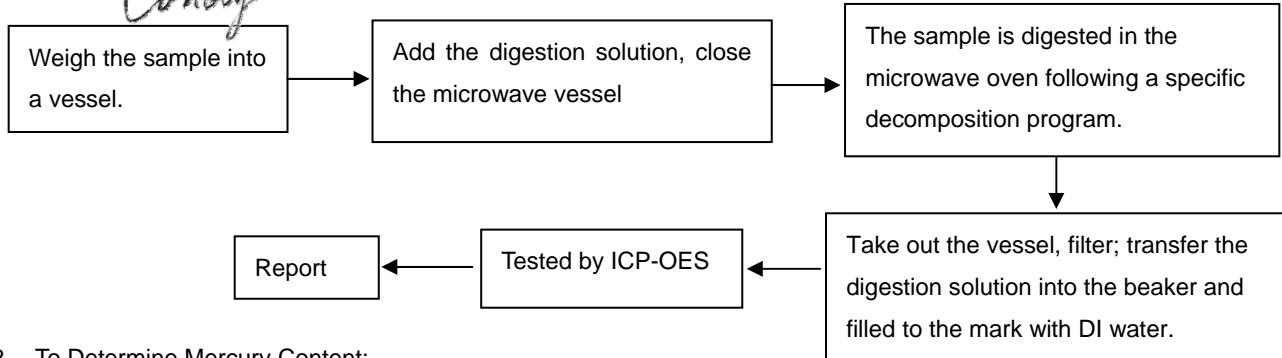 Weigh the sample into
a vessel.
Add the digestion solution, close
the microwave vessel
The sample is digested in the
microwave oven following a specific
decomposition program.
Take out the vessel, filter; transfer the
digestion solution into the beaker and
filled to the mark with DI water.
Tested by ICP-OES
Report
To Determine Mercury Content: